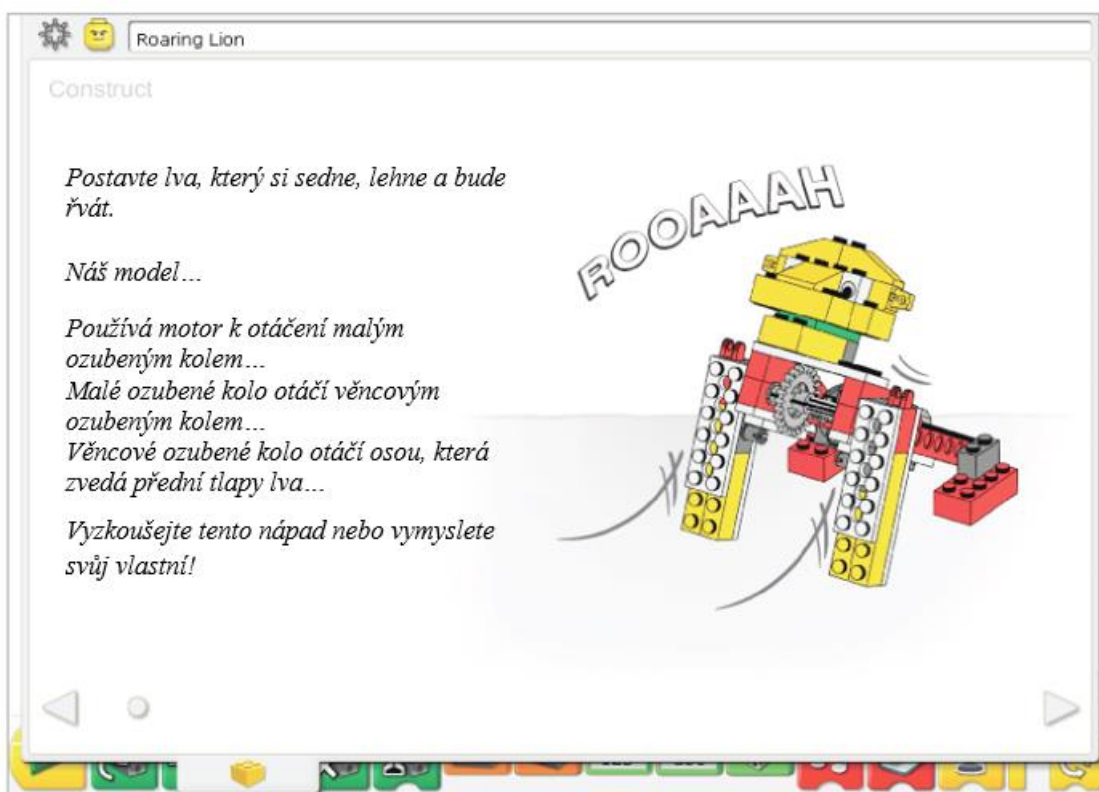 Roaring Lion
Construct
Postavte lva, který si sedne, lehne a bude
řvát.
Náš model…
Používá motor k otáčení malým
ozubeným kolem…
Malé ozubené kolo otáčí věncovým
ozubeným kolem…
Věncové ozubené kolo otáčí osou, která
zvedá přední tlapy lva…
Vyzkoušejte tento nápad nebo vymyslete
svůj vlastní!
ROOAAAH